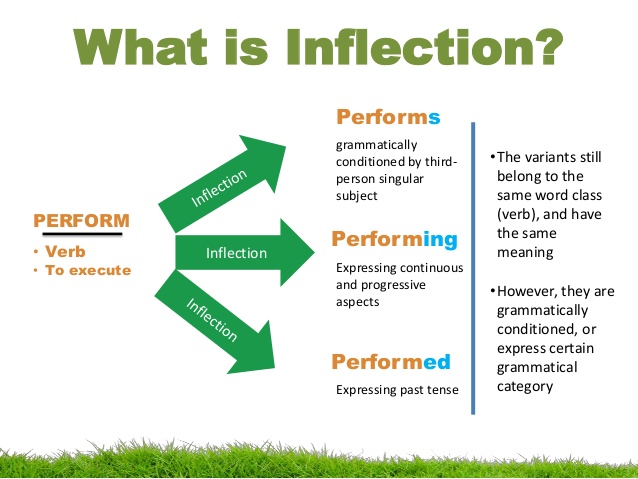 What is Inflection?
PERFORM
• Verb
• To execute
Inflection
Inflection
Inflection
Performs
grammatically
conditioned by third-
person singular
subject
Performing
Expressing continuous
and progressive
aspects
Performed
Expressing past tense
•The variants still
belong to the
same word class
(verb), and have
the same
meaning
•However, they are
grammatically
conditioned, or
express certain
grammatical
category